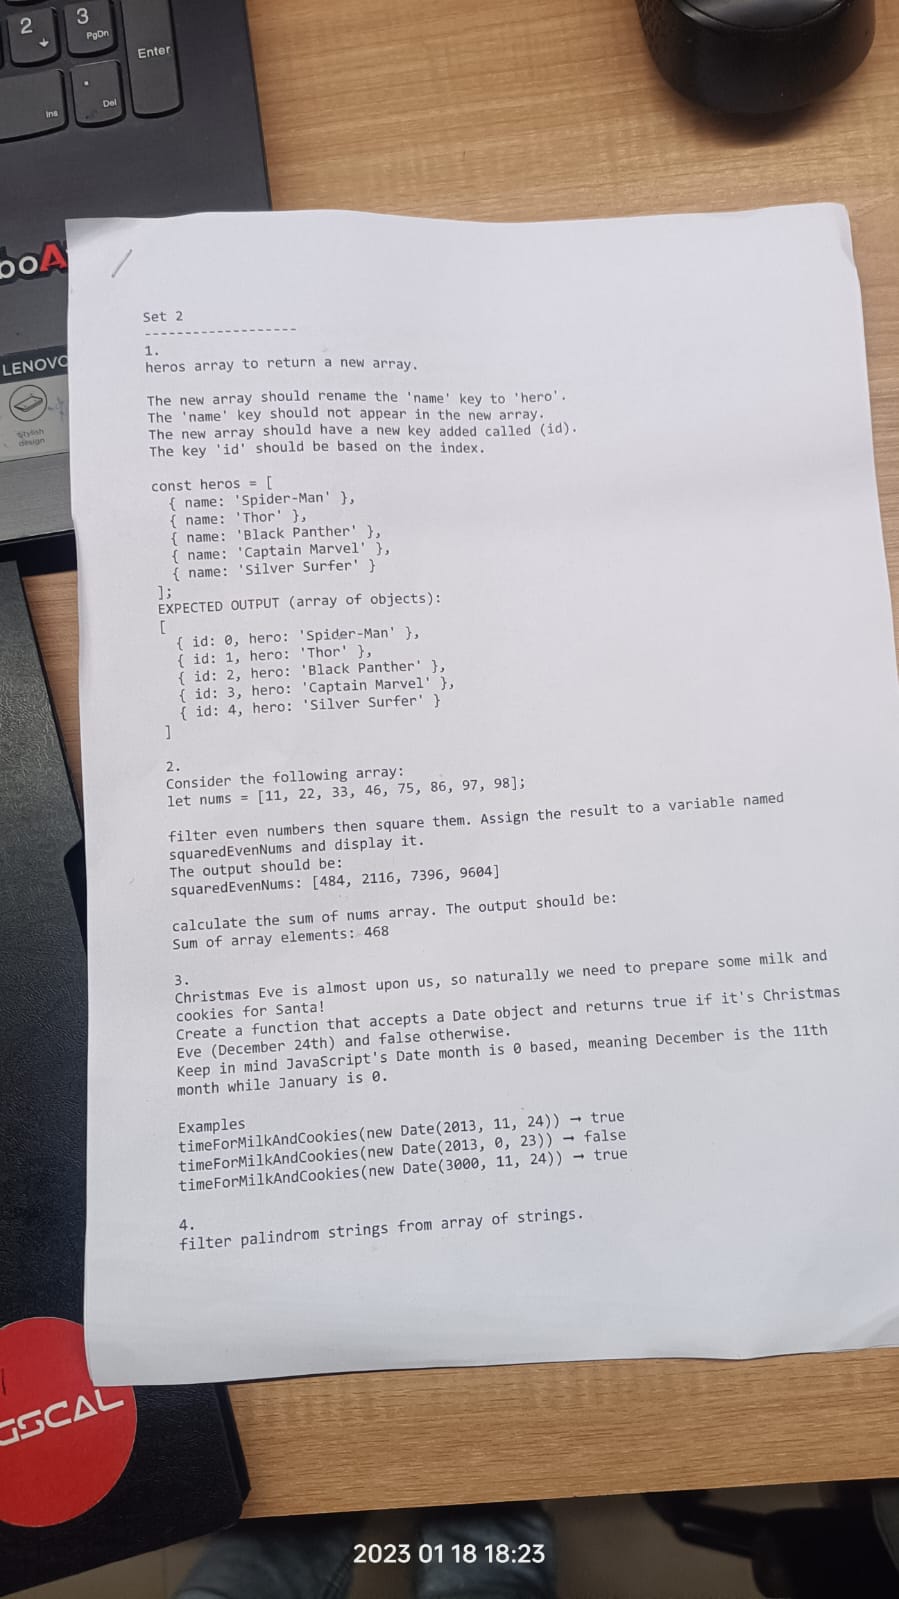 2
3
PgDn
Enter
Ins
.
Del
boA
LENOVO
Stylish
design
Set 2
-------------------
1.
heros array to return a new array.
The new array should rename the 'name' key to 'hero'.
The 'name' key should not appear in the new array.
The new array should have a new key added called (id).
The key 'id' should be based on the index.
const heros = [
{ name: 'Spider-Man' },
{ name: 'Thor' },
{ name: 'Black Panther' },
{ name: 'Captain Marvel' },
{ name: 'Silver Surfer' }
];
EXPECTED OUTPUT (array of objects):
[
{ id: 0, hero: 'Spider-Man' },
{ id: 1, hero: 'Thor' },
{ id: 2, hero: 'Black Panther' },
{ id: 3, hero: 'Captain Marvel' },
{ id: 4, hero: 'Silver Surfer' }
]
2.
Consider the following array:
let nums = [11, 22, 33, 46, 75, 86, 97, 98];
filter even numbers then square them. Assign the result to a variable named
squaredEvenNums and display it.
The output should be:
squaredEvenNums: [484, 2116, 7396, 9604]
calculate the sum of nums array. The output should be:
Sum of array elements: 468
3.
Christmas Eve is almost upon us, so naturally we need to prepare some milk and
cookies for Santa!
Create a function that accepts a Date object and returns true if it's Christmas
Eve (December 24th) and false otherwise.
Keep in mind JavaScript's Date month is 0 based, meaning December is the 11th
month while January is 0.
Examples
timeForMilkAndCookies(new Date(2013, 11, 24)) → true
timeForMilkAndCookies(new Date(2013, 0, 23)) → false
timeForMilkAndCookies(new Date(3000, 11, 24)) → true
4.
filter palindrom strings from array of strings.
GSCAL
2023 01 18 18:23